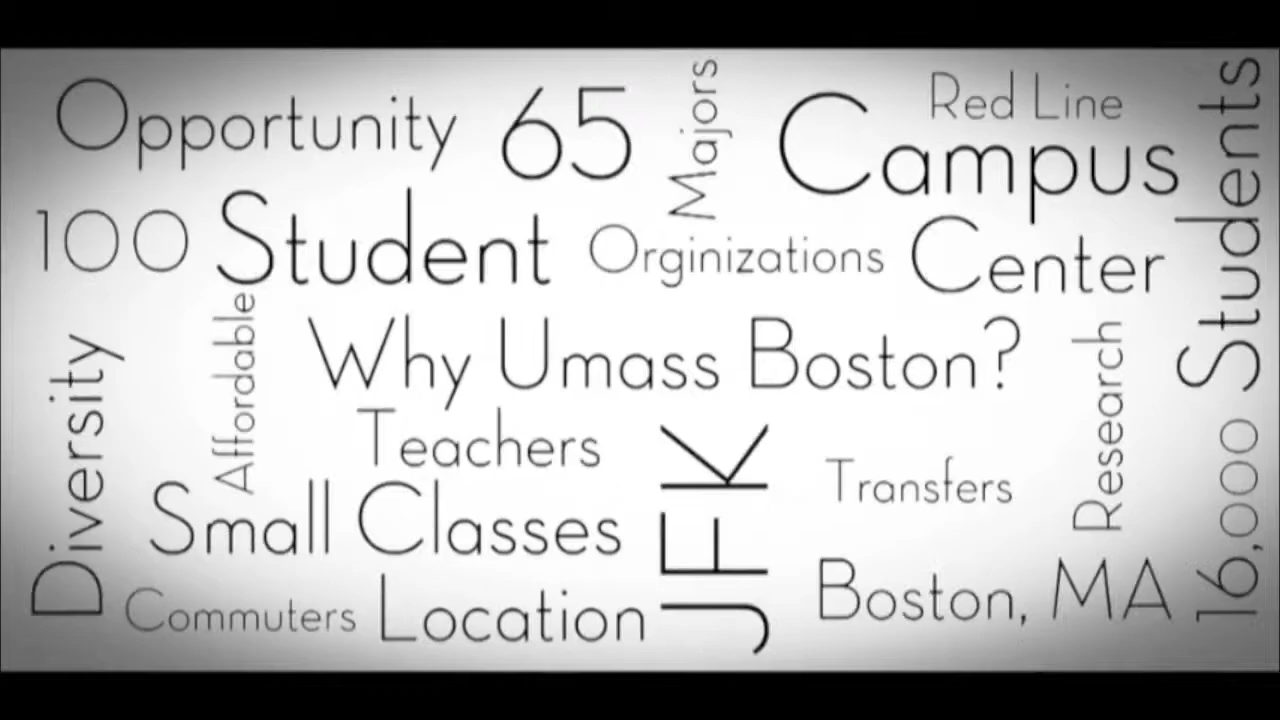 Opportunity
65
Majors
Red Line
Campus
Center
16,000 Students
100
Student
Orginizations
Diversity
Affordable
Why Umass Boston?
Teachers
JFK
Transfers
Research
Small Classes
Commuters
Location
Boston, MA